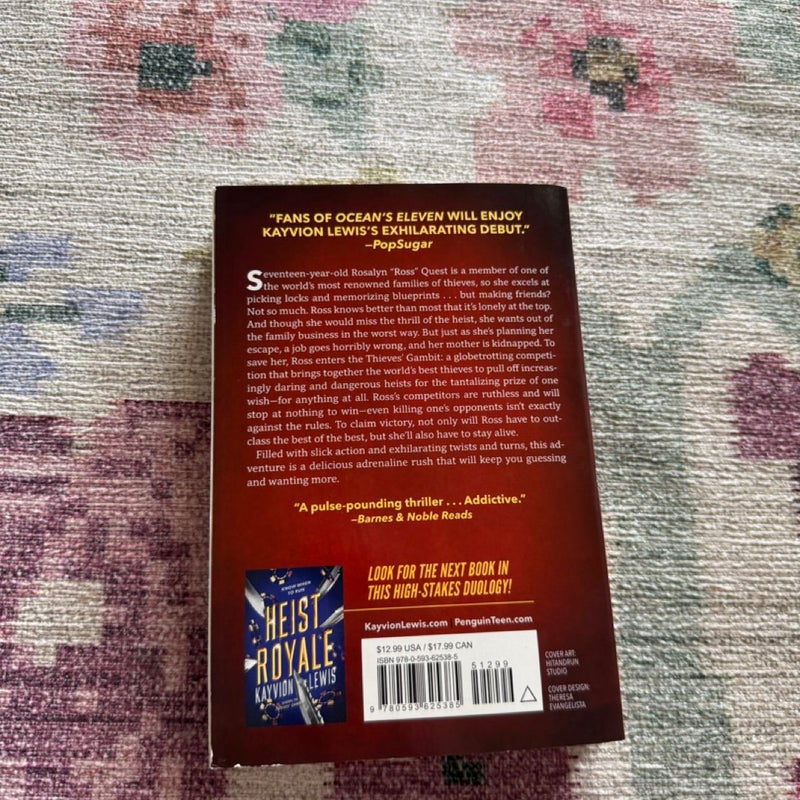 "FANS OF OCEAN'S ELEVEN WILL ENJOY
KAYVION LEWIS'S EXHILARATING DEBUT."
—PopSugar
Seventeen-year-old Rosalyn "Ross" Quest is a member of one of
the world's most renowned families of thieves, so she excels at
picking locks and memorizing blueprints . . . but making friends?
Not so much. Ross knows better than most that it's lonely at the top.
And though she would miss the thrill of the heist, she wants out of
the family business in the worst way. But just as she's planning her
escape, a job goes horribly wrong, and her mother is kidnapped. To
save her, Ross enters the Thieves' Gambit: a globetrotting competi-
tion that brings together the world's best thieves to pull off increas-
ingly daring and dangerous heists for the tantalizing prize of one
wish—for anything at all. Ross's competitors are ruthless and will
stop at nothing to win—even killing one's opponents isn't exactly
against the rules. To claim victory, not only will Ross have to out-
class the best of the best, but she'll also have to stay alive.
Filled with slick action and exhilarating twists and turns, this ad-
venture is a delicious adrenaline rush that will keep you guessing
and wanting more.
"A pulse-pounding thriller . . . Addictive."
—Barnes & Noble Reads
LOOK FOR THE NEXT BOOK IN
THIS HIGH-STAKES DUOLOGY!
KNOW WHEN
TO RUN
HEIST
ROYALE
KAYVION LEWIS
KayvionLewis.com PenguinTeen.com
$12.99 USA / $17.99 CAN
ISBN 978-0-593-62538-5
51299
9 780593 625385
COVER ART:
HITANDRUN
STUDIO
COVER DESIGN:
THERESA
EVANGELISTA